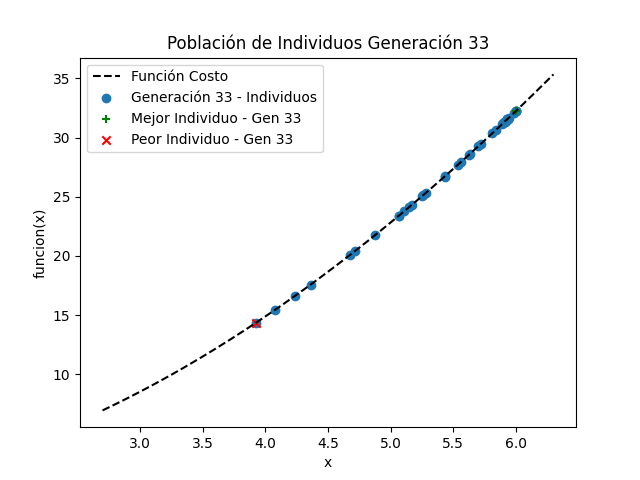 Población de Individuos Generación 33
Función Costo
Generación 33 - Individuos
Mejor Individuo - Gen 33
Peor Individuo - Gen 33
35
30
25
20
15
10
funcion(x)
3.0 3.5 4.0 4.5 5.0 5.5 6.0
x